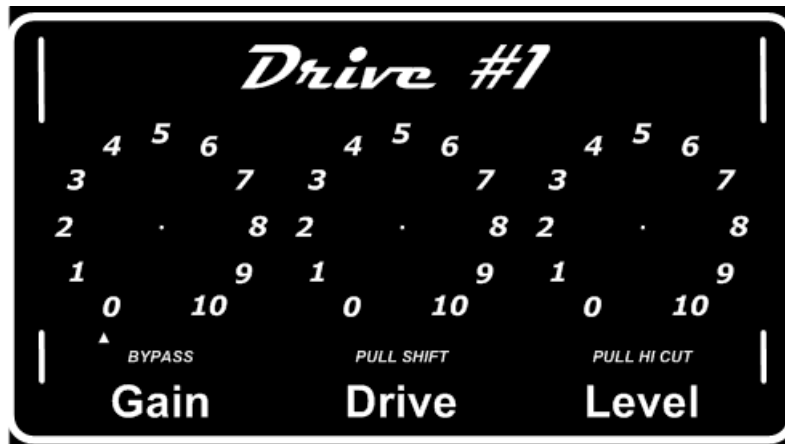 Drive #1
4 5 6 4 5 6 4 5 6
3 7 3 7 3 7
2 8 2 8 2 8
1 9 1 9 1 9
0 10 0 10 0 10
BYPASS PULL SHIFT PULL HI CUT
Gain Drive Level